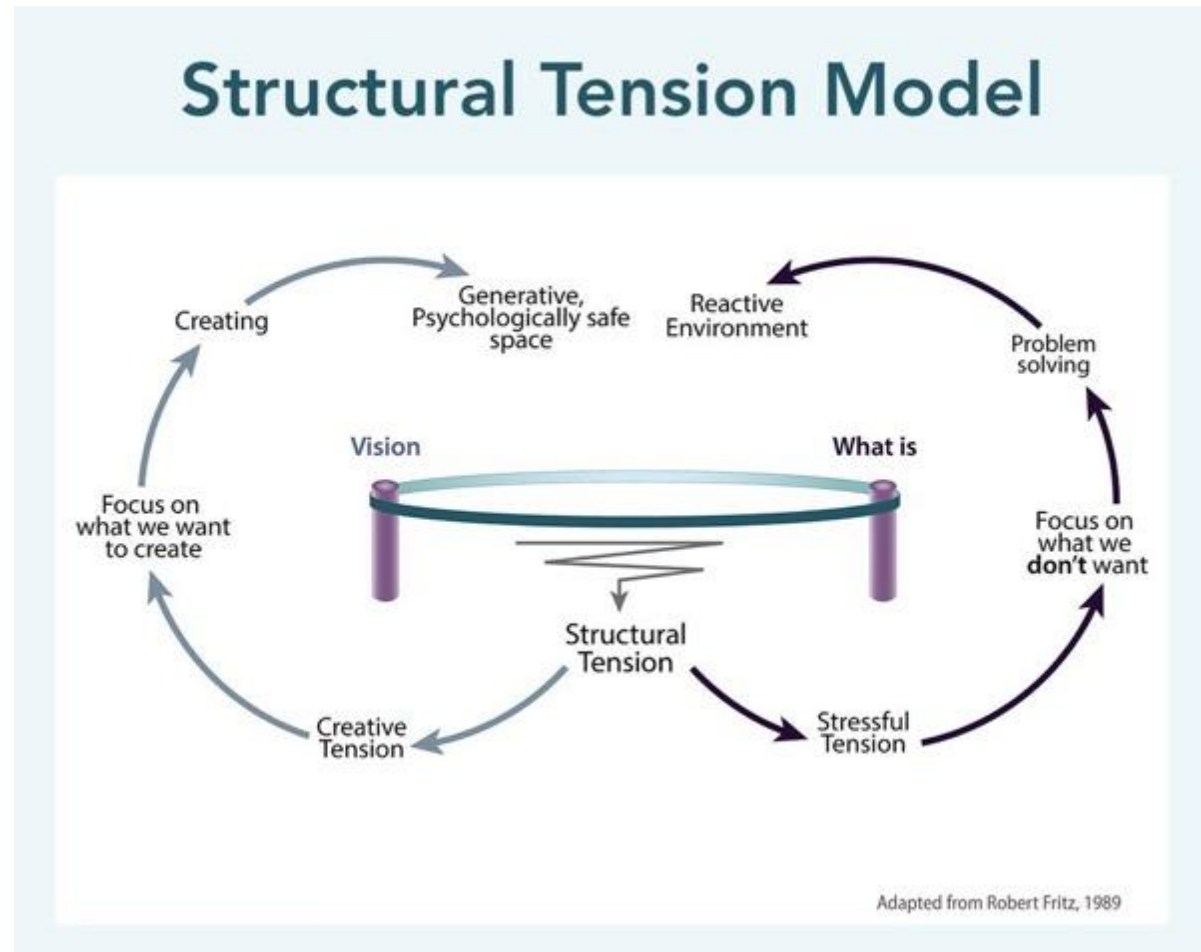 Structural Tension Model
Creating
Generative,
Psychologically safe
space
Reactive
Environment
Problem
solving
Vision
What is
Focus on
what we want
to create
Focus on
what we
don't want
Structural
Tension
Creative
Tension
Stressful
Tension
Adapted from Robert Fritz, 1989